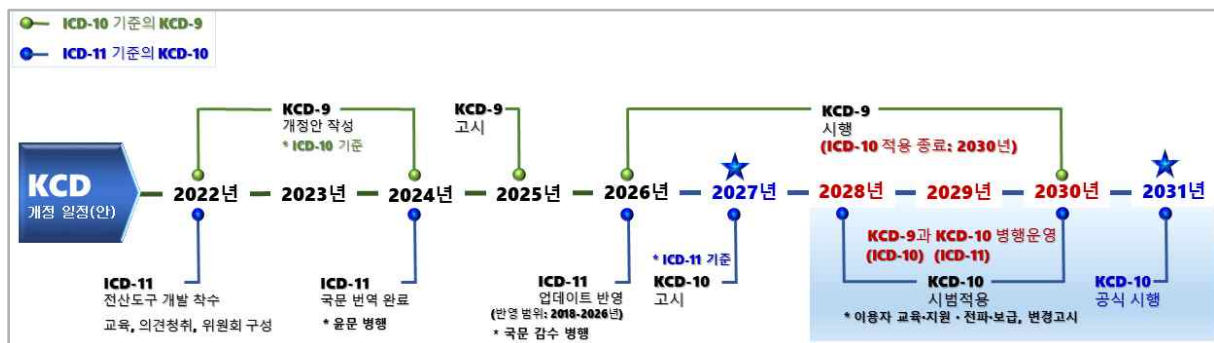 ICD-10 기준의 KCD-9
ICD-11 기준의 KCD-10
KCD-9
개정안 작성
* ICD-10 기준
KCD-9
고시
KCD-9
시행
(ICD-10 적용 종료: 2030년)
KCD
개정 일정(안)
2022년
2023년
2024년
2025년
2026년
2027년
2028년
2029년
2030년
2031년
ICD-11
전산도구 개발 착수
교육, 의견청취, 위원회 구성
ICD-11
국문 번역 완료
* 윤문 병행
ICD-11
업데이트 반영
(반영 범위: 2018-2026년)
* 국문 감수 병행
* ICD-11 기준
KCD-10
고시
KCD-9과 KCD-10 병행운영
(ICD-10) (ICD-11)
KCD-10
시범적용
* 이용자 교육·지원 · 전파·보급, 변경고시
KCD-10
공식 시행